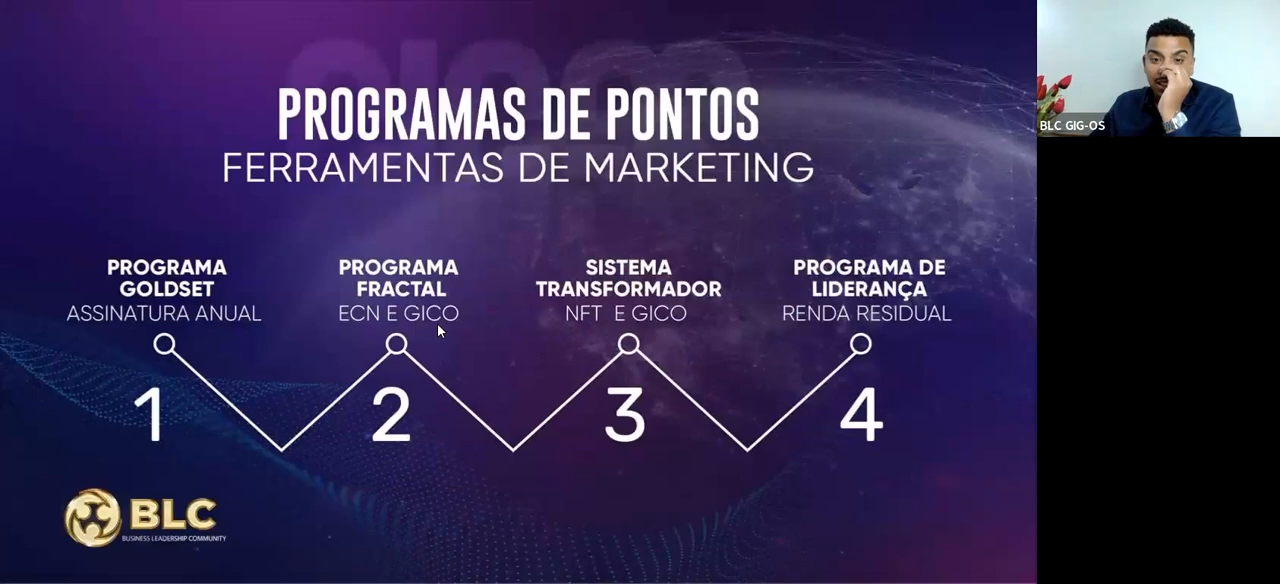 PROGRAMAS DE PONTOS
FERRAMENTAS DE MARKETING
PROGRAMA
GOLDSET
ASSINATURA ANUAL
1
PROGRAMA
FRACTAL
ECN E GICO
2
SISTEMA
TRANSFORMADOR
NFT E GICO
3
PROGRAMA DE
LIDERANÇA
RENDA RESIDUAL
4
BLC
BUSINESS LEADERSHIP COMMUNITY
BLC GIG-OS